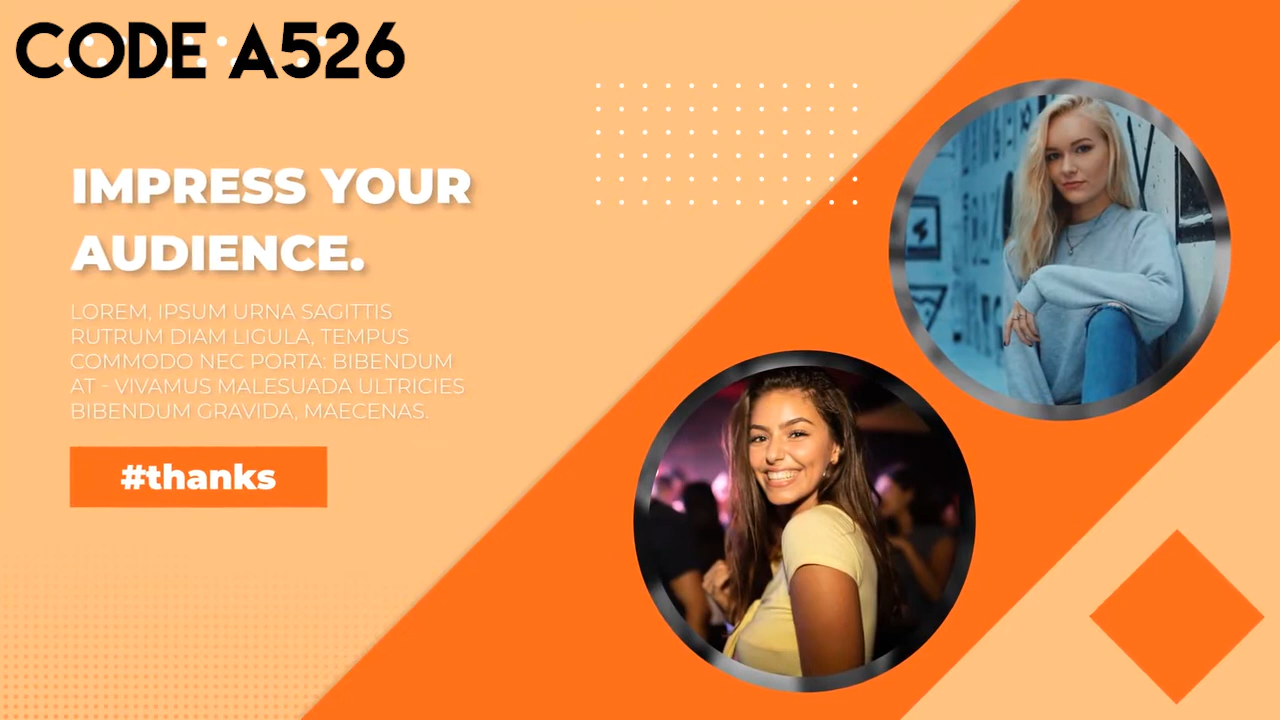 CODE A526
IMPRESS YOUR
AUDIENCE.
LOREM, IPSUM URNA SAGITTIS
RUTRUM DIAM LIGULA, TEMPUS
COMMODO NEC PORTA: BIBENDUM
AT - VIVAMUS MALESUADA ULTRICIES
BIBENDUM GRAVIDA, MAECENAS.
#thanks